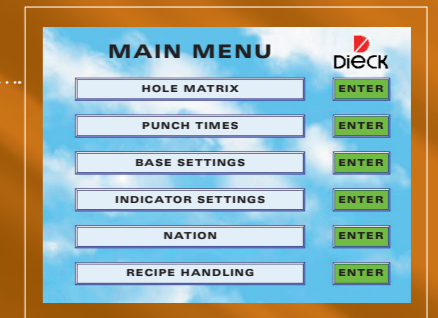 MAIN MENU
DiECK
HOLE MATRIX ENTER
PUNCH TIMES ENTER
BASE SETTINGS ENTER
INDICATOR SETTINGS ENTER
NATION ENTER
RECIPE HANDLING ENTER